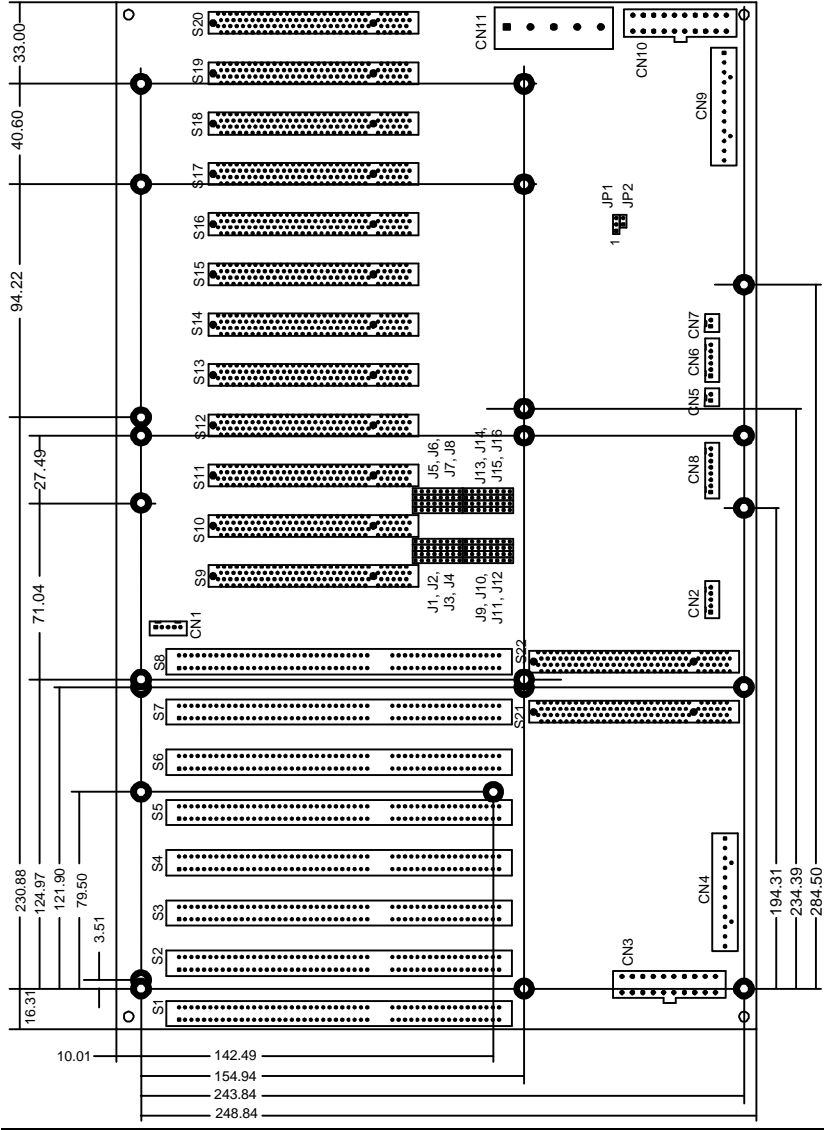 S20
S19
S18
S17
S16
S15
S14
S13
S12
S11
S10
S9
S8
S7
S6
S5
S4
S3
S2
S1
S22
S21
CN11
CN10
CN9
JP1
JP2
1
CN7
CN6
CN5
CN8
CN2
CN1
CN4
CN3
J5, J6,
J7, J8
J13, J14,
J15, J16
J1, J2,
J3, J4
J9, J10,
J11, J12
33.00
40.60
94.22
27.49
71.04
230.88
124.97
121.90
79.50
3.51
16.31
194.31
234.39
284.50
10.01
142.49
154.94
243.84
248.84